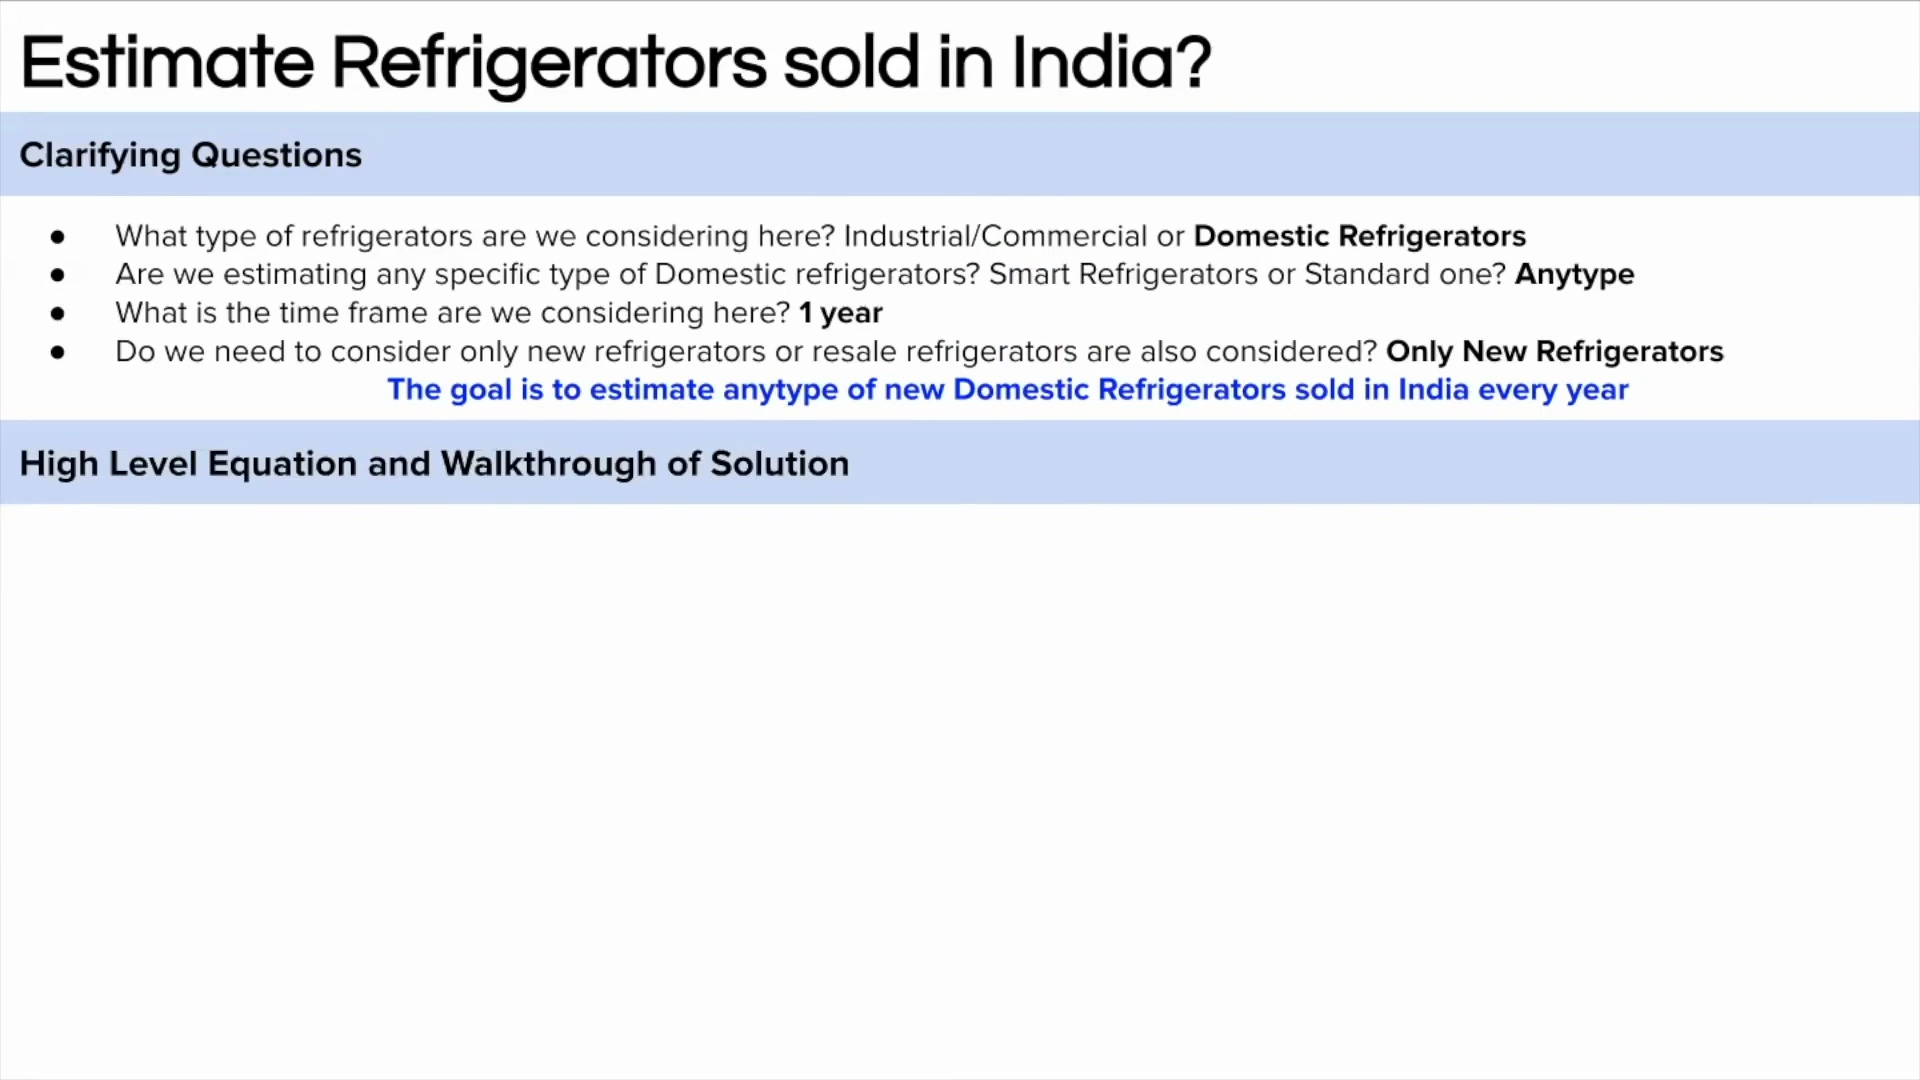 Estimate Refrigerators sold in India?
Clarifying Questions
● What type of refrigerators are we considering here? Industrial/Commercial or Domestic Refrigerators
● Are we estimating any specific type of Domestic refrigerators? Smart Refrigerators or Standard one? Anytype
● What is the time frame are we considering here? 1 year
● Do we need to consider only new refrigerators or resale refrigerators are also considered? Only New Refrigerators
The goal is to estimate anytype of new Domestic Refrigerators sold in India every year
High Level Equation and Walkthrough of Solution